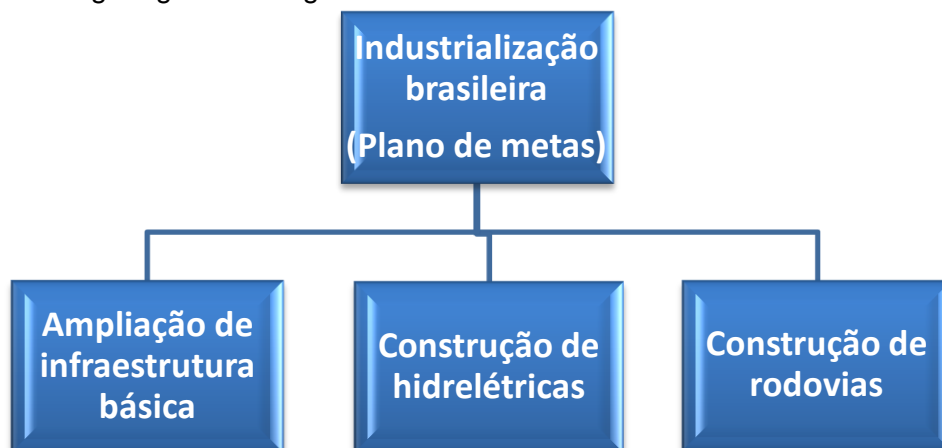 Industrialização
brasileira
(Plano de metas)
Ampliação de
infraestrutura
básica
Construção de
hidrelétricas
Construção de
rodovias